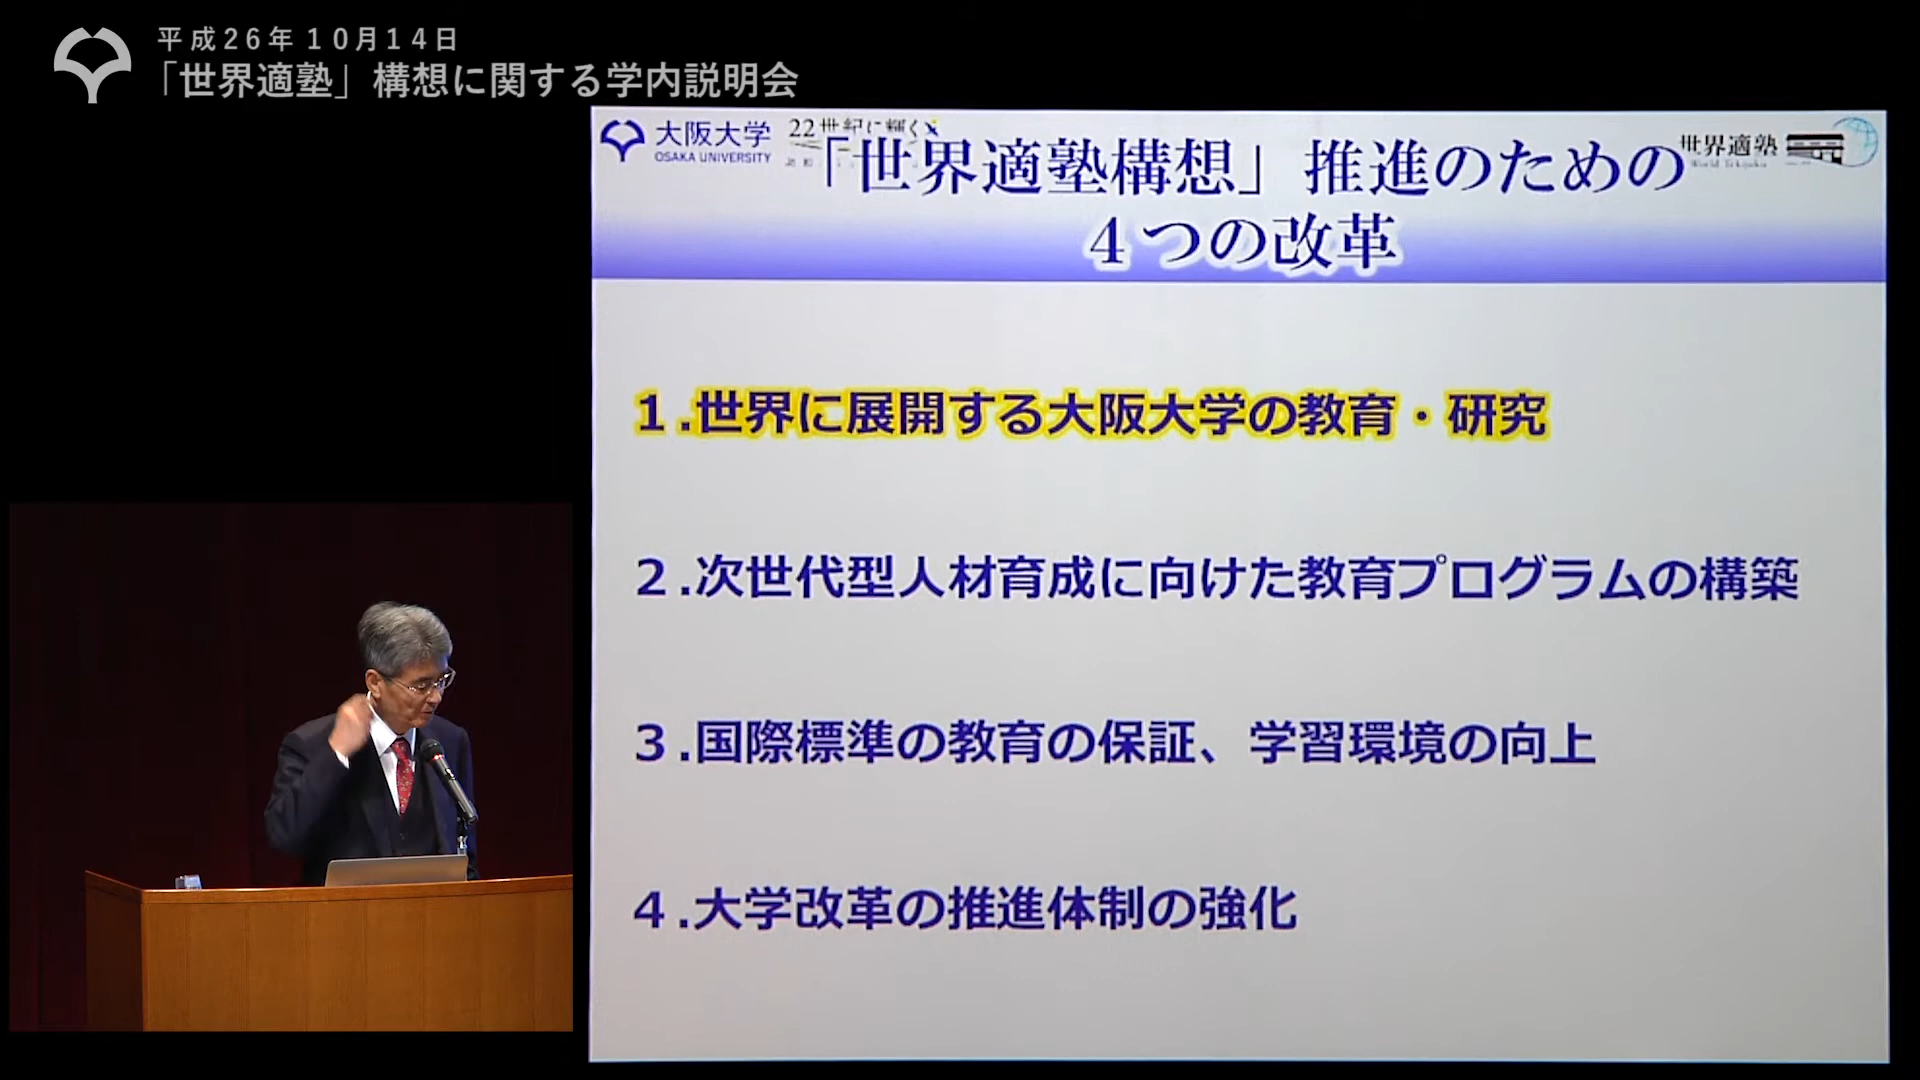 平成26年10月14日
「世界適塾」構想に関する学内説明会
大阪大学
OSAKA UNIVERSITY
22世紀に輝く
世界適塾
World Tekijuku
「世界適塾構想」推進のための
４つの改革
１.世界に展開する大阪大学の教育・研究
２.次世代型人材育成に向けた教育プログラムの構築
３.国際標準の教育の保証、学習環境の向上
４.大学改革の推進体制の強化